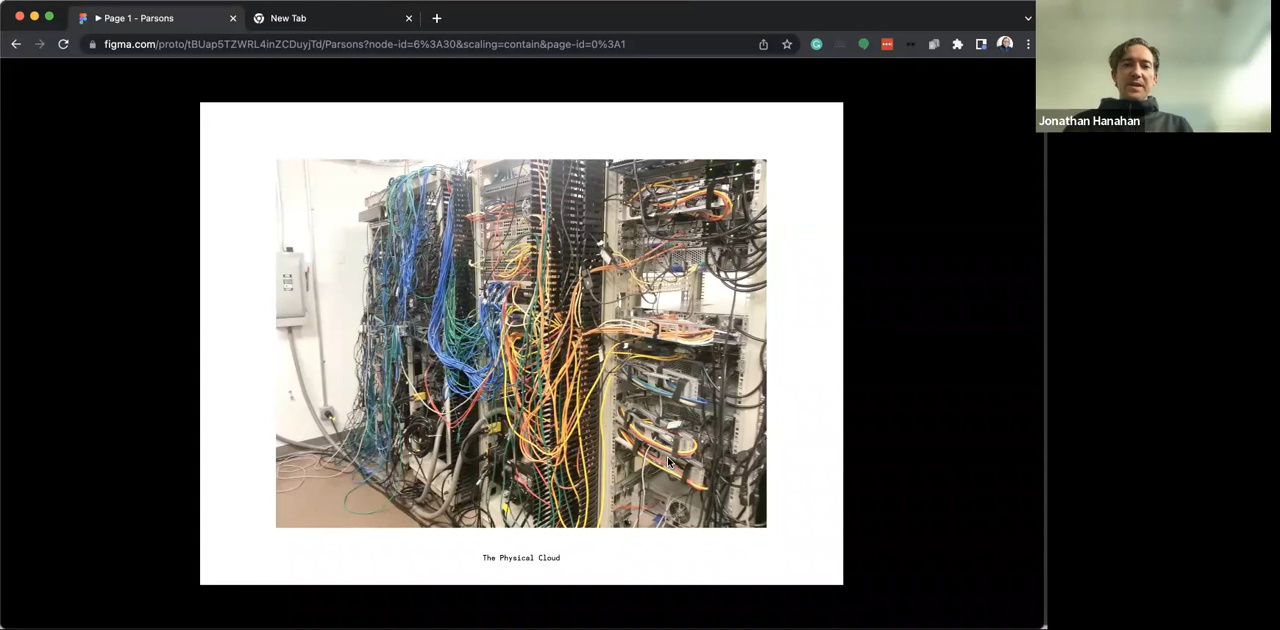 Page 1 - Parsons
New Tab
figma.com/proto/tBUap5TZWRL4inZCDuyjTd/Parsons?node-id=6%3A30&scaling=contain&page-id=0%3A1
Jonathan Hanahan
The Physical Cloud